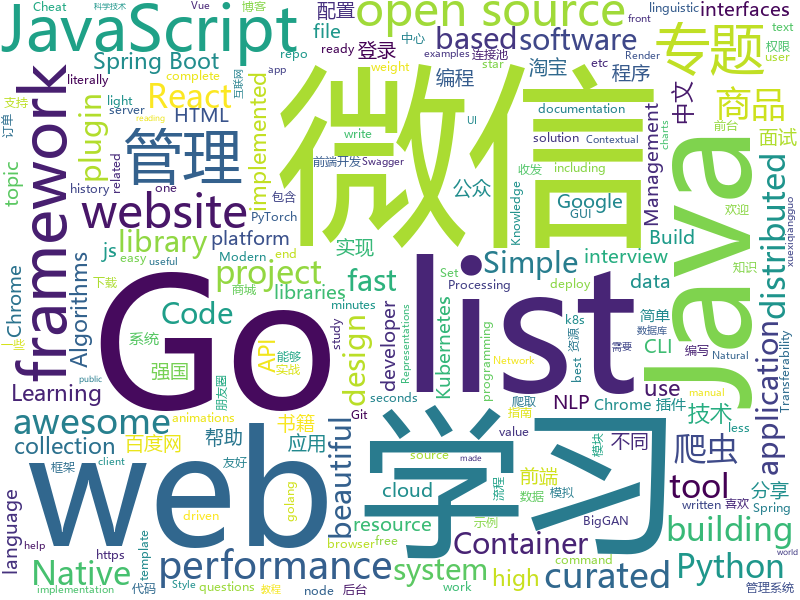 Cheat
科学技术
博客
配置
open source
linguistic
interfaces
JavaScript
file
中心
front
text
Vue
ready
登录
based
software
examples
连接池
Render
权限
user
literally
Spring Boot
repo
编程
淘宝
etc
专题
complete
weight
star
程序
React
互联网
app
light
server
documentation
商品
支持
plugin
HTML
UI
write
solution
Contextual
中文
前台
订单
framework
implemented
微信
管理
前端开发
Swagger
收发
including
面试
charts
topic
history
related
one
包含
公众
Knowledge
GUI
Google
Management
Java
distributed
website
PyTorch
欢迎
js
library
platform
Modern
end
实现
Simple
interview
Build
知识
xuexiqiangguo
easy
useful
project
fast
data
下载
商城
libraries
minutes
Set
Processing
deploy
k8s
简单
数据库
一些
Algorithms
Code
API
design
developer
Kubernetes
programming
资源
best
编写
Natural
系统
能够
Go
list
CLI
需要
Learning
强国
实战
朋友圈
study
Representations
seconds
爬取
Network
NLP
Chrome
插件
application
Transferability
public
animations
书籍
Git
指南
use
技术
less
manual
awesome
collection
百度网
帮助
应用
beautiful
value
source
made
学习
前端
不同
爬虫
分享
Spring
language
web
框架
client
友好
golang
cloud
流程
数据
模拟
模块
tool
written
喜欢
driven
resource
示例
BigGAN
building
https
template
browser
free
Container
performance
system
high
curated
Python
help
Native
代码
Style
questions
教程
node
后台
command
work
管理系统
implementation
reading
world